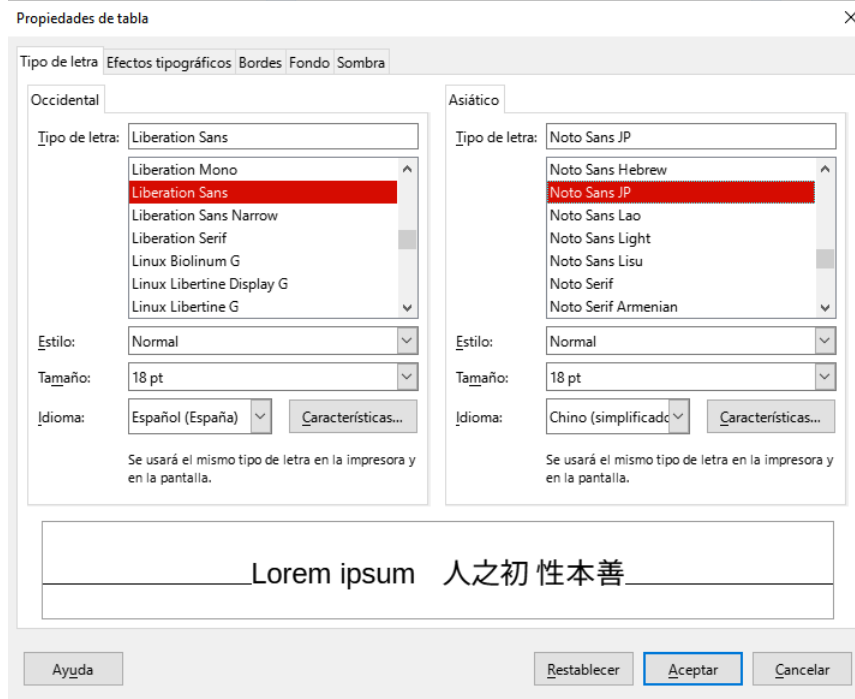 Propiedades de tabla
Tipo de letra Efectos tipográficos Bordes Fondo Sombra
Occidental
Tipo de letra: Liberation Sans
Liberation Mono
Liberation Sans
Liberation Sans Narrow
Liberation Serif
Linux Biolinum G
Linux Libertine Display G
Linux Libertine G
Estilo: Normal
Tamaño: 18 pt
Idioma: Español (España) Características...
Se usará el mismo tipo de letra en la impresora y
en la pantalla.
Asiático
Tipo de letra: Noto Sans JP
Noto Sans Hebrew
Noto Sans JP
Noto Sans Lao
Noto Sans Light
Noto Sans Lisu
Noto Serif
Noto Serif Armenian
Estilo: Normal
Tamaño: 18 pt
Idioma: Chino (simplificado Características...
Se usará el mismo tipo de letra en la impresora y
en la pantalla.
Lorem ipsum 人之初 性本善
Ayuda Restablecer Aceptar Cancelar